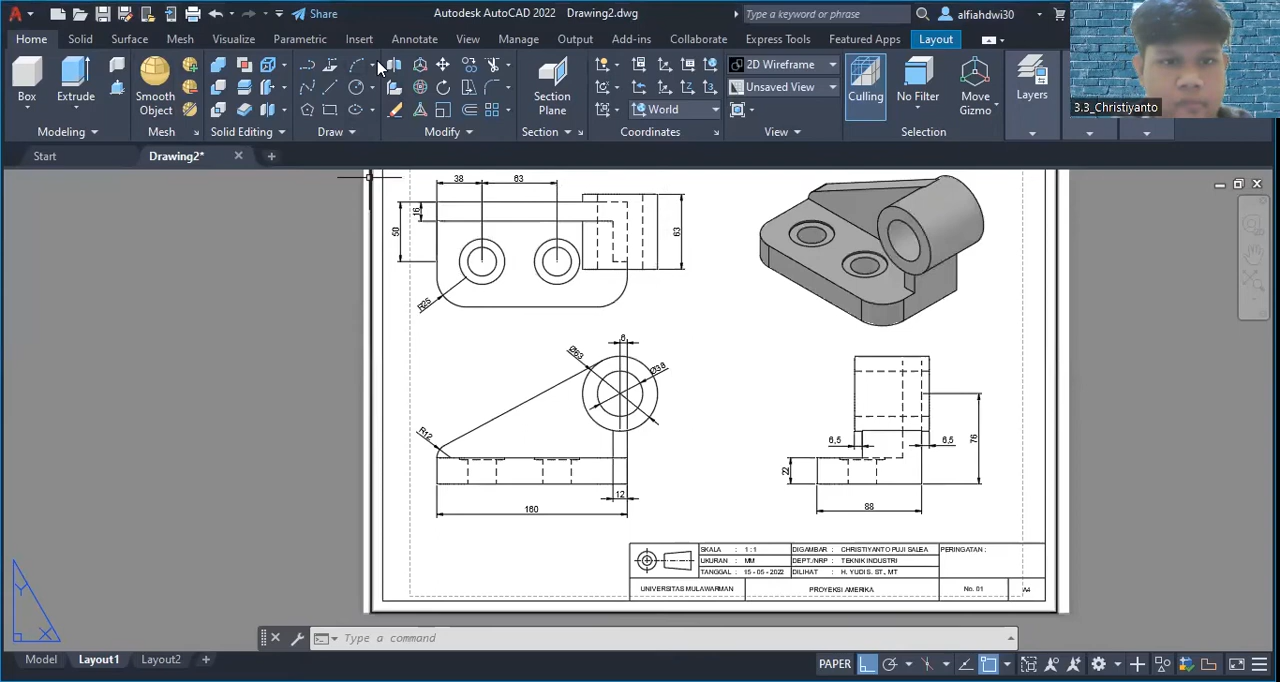 Share
Autodesk AutoCAD 2022 Drawing2.dwg
Type a keyword or phrase
alfiahdwi30
Home Solid Surface Mesh Visualize Parametric Insert Annotate View Manage Output Add-ins Collaborate Express Tools Featured Apps Layout
3.3_Christiyanto
2D Wireframe
Unsaved View
World
Box Extrude Smooth Object Section Plane Culling No Filter Move Gizmo Layers
Modeling Mesh Solid Editing Draw Modify Section Coordinates View Selection
Start Drawing2*
38 63
16
50
63
R25
6
Ø63
Ø38
R12
12
160
6,5 6,5
76
22
88
SKALA : 1 : 1 DIGAMBAR : CHRISTIYANTO PUJI SALEA PERINGATAN :
UKURAN : MM DEPT./NRP : TEKNIK INDUSTRI
TANGGAL : 15 - 05 - 2022 DILIHAT : H. YUDI S. ST., MT
UNIVERSITAS MULAWARMAN PROYEKSI AMERIKA No. 01 A4
Y
X
Type a command
Model Layout1 Layout2
PAPER